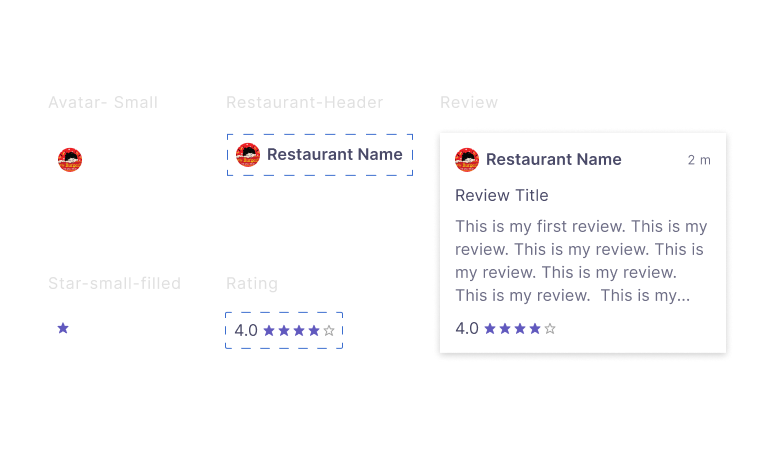 Avatar- Small
Restaurant-Header
Review
Restaurant Name
Restaurant Name
2 m
Review Title
This is my first review. This is my
review. This is my review. This is
my review. This is my review.
This is my review.  This is my...
4.0
Star-small-filled
Rating
4.0